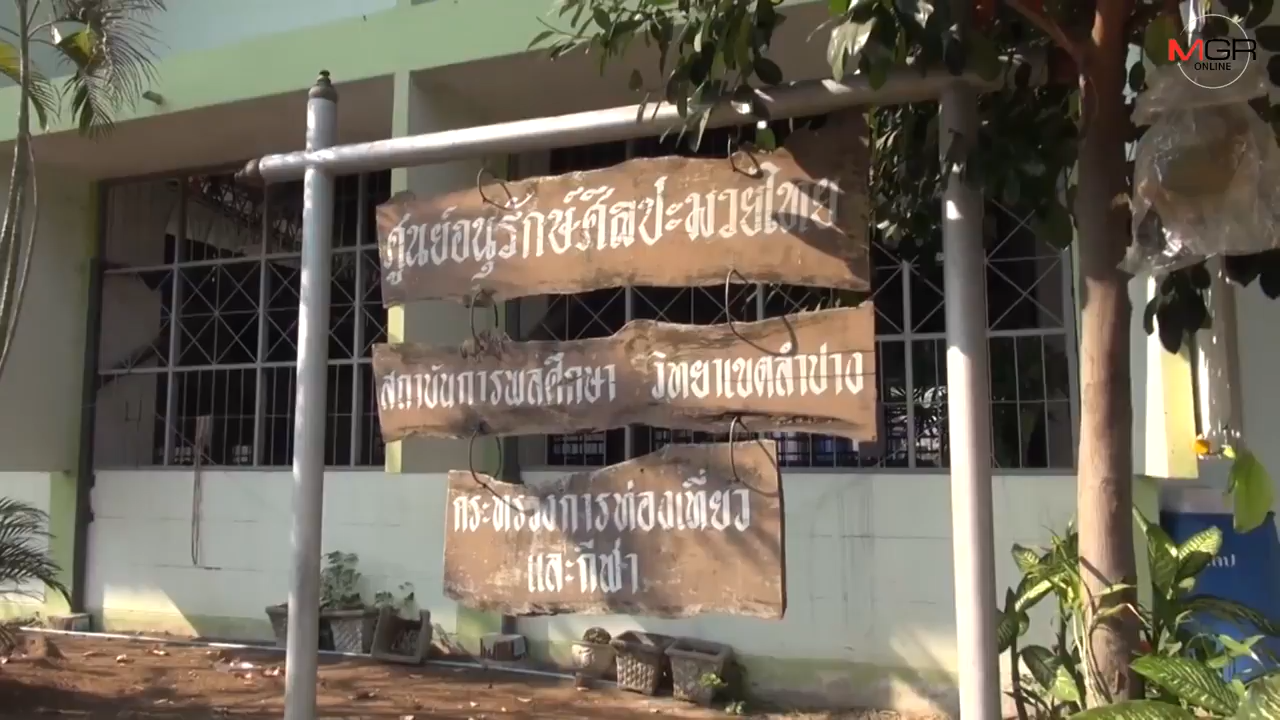 MGR
ONLINE
ศูนย์อนุรักษ์ศิลปะมวยไทย
สถาบันการพลศึกษา วิทยาเขตลำปาง
กระทรวงการท่องเที่ยว
และกีฬา